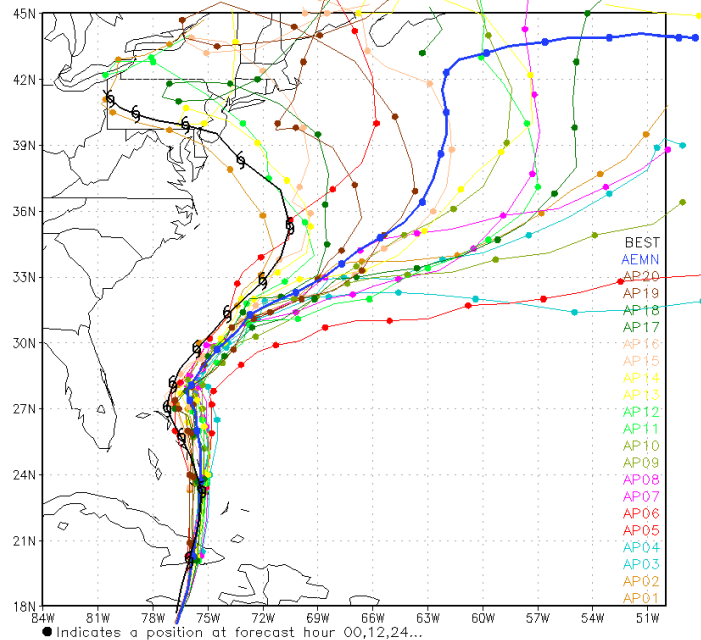 45N
42N
39N
36N
33N
30N
27N
24N
21N
18N
BEST
AEMN
AP20
AP19
AP18
AP17
AP16
AP15
AP14
AP13
AP12
AP11
AP10
AP09
AP08
AP07
AP06
AP05
AP04
AP03
AP02
AP01
84W 81W 78W 75W 72W 69W 66W 63W 60W 57W 54W 51W
Indicates a position at forecast hour 00,12,24...